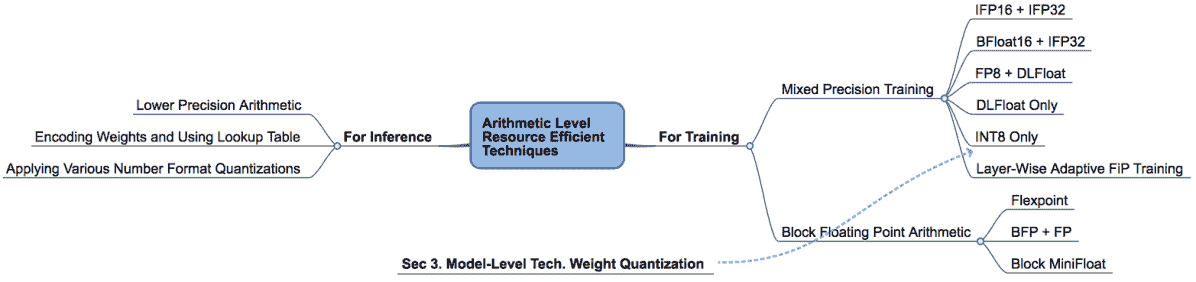 Arithmetic Level
Resource Efficient
Techniques
For Inference
Lower Precision Arithmetic
Encoding Weights and Using Lookup Table
Applying Various Number Format Quantizations
For Training
Mixed Precision Training
IFP16 + IFP32
BFloat16 + IFP32
FP8 + DLFloat
DLFloat Only
INT8 Only
Layer-Wise Adaptive FiP Training
Block Floating Point Arithmetic
Flexpoint
BFP + FP
Block MiniFloat
Sec 3. Model-Level Tech. Weight Quantization